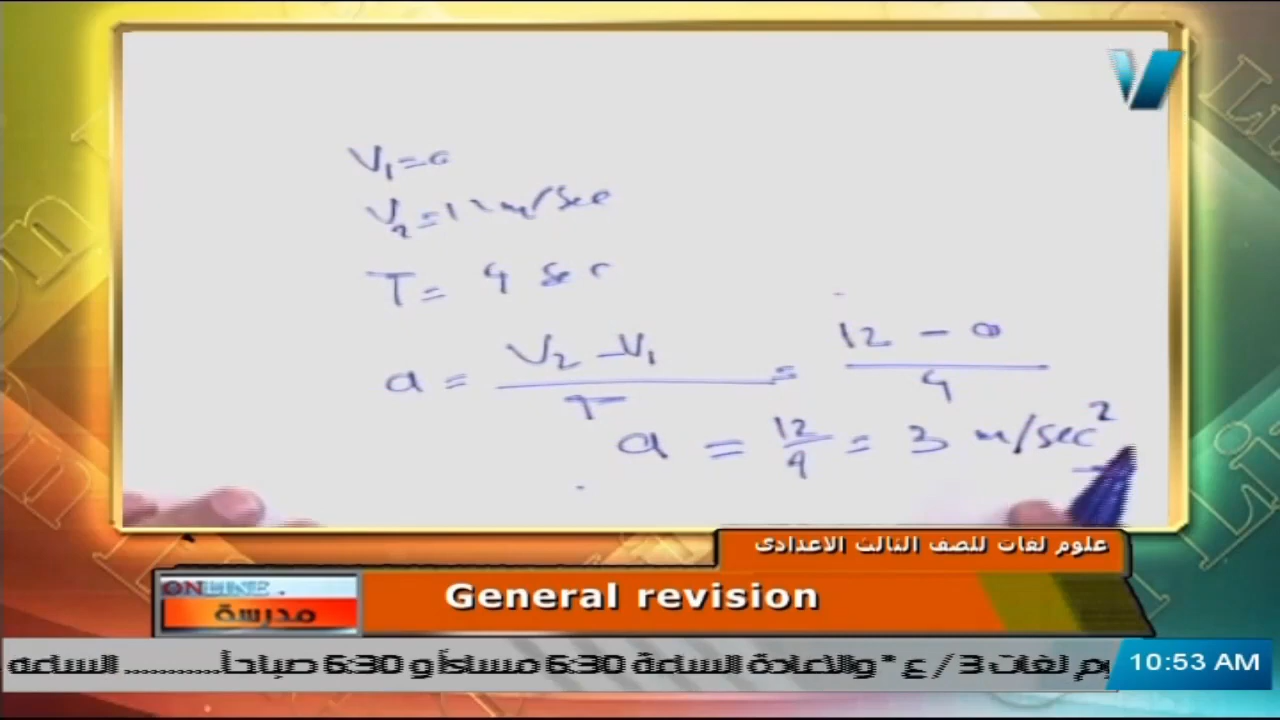 V₁ = 0
V₂ = 12 m/sec
T = 4 sec
a = V₂ - V₁ / T = 12 - 0 / 4
a = 12/4 = 3 m/sec²
علوم لغات للصف الثالث الاعدادى
General revision
ONLINE
مدرسة
لغات 3 / ع " والاعادة الساعة 6:30 مساءاً و 6:30 صباحاً.......... الساعه
10:53 AM